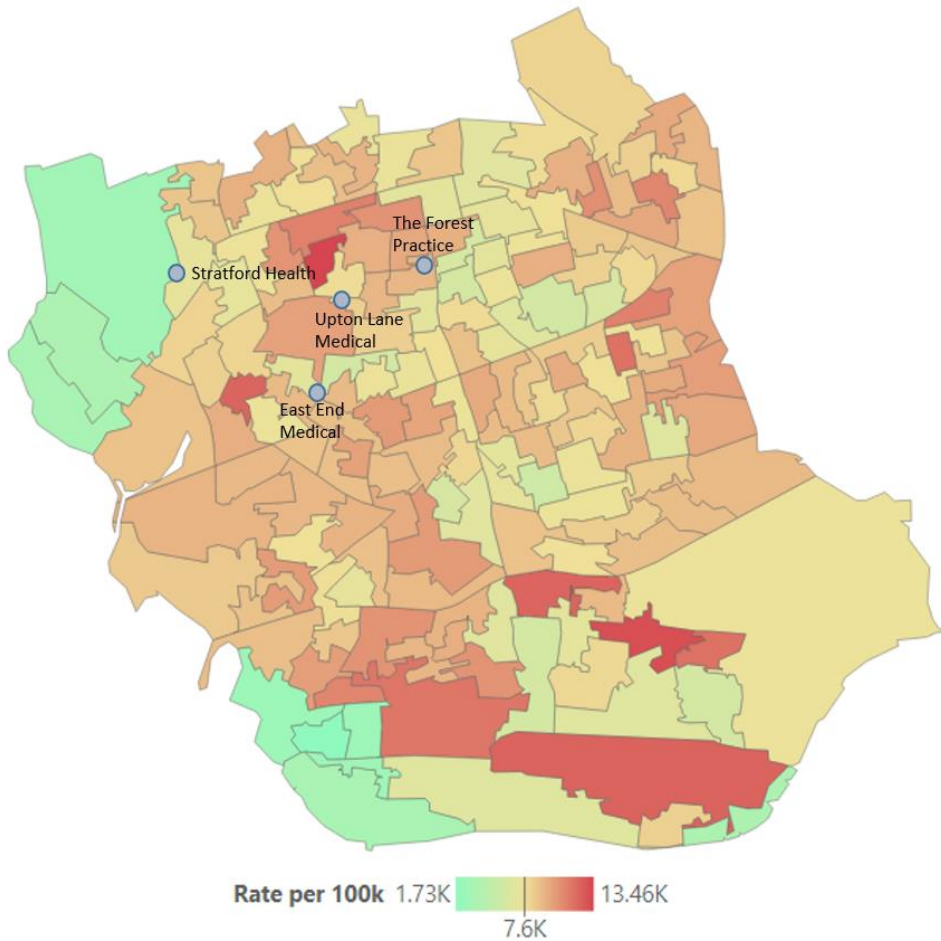 The Forest
Practice
Stratford Health
Upton Lane
Medical
East End
Medical
Rate per 100k 1.73K 13.46K
7.6K